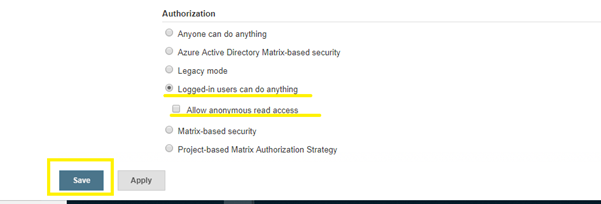 Authorization
Anyone can do anything
Azure Active Directory Matrix-based security
Legacy mode
Logged-in users can do anything
Allow anonymous read access
Matrix-based security
Project-based Matrix Authorization Strategy
Save Apply